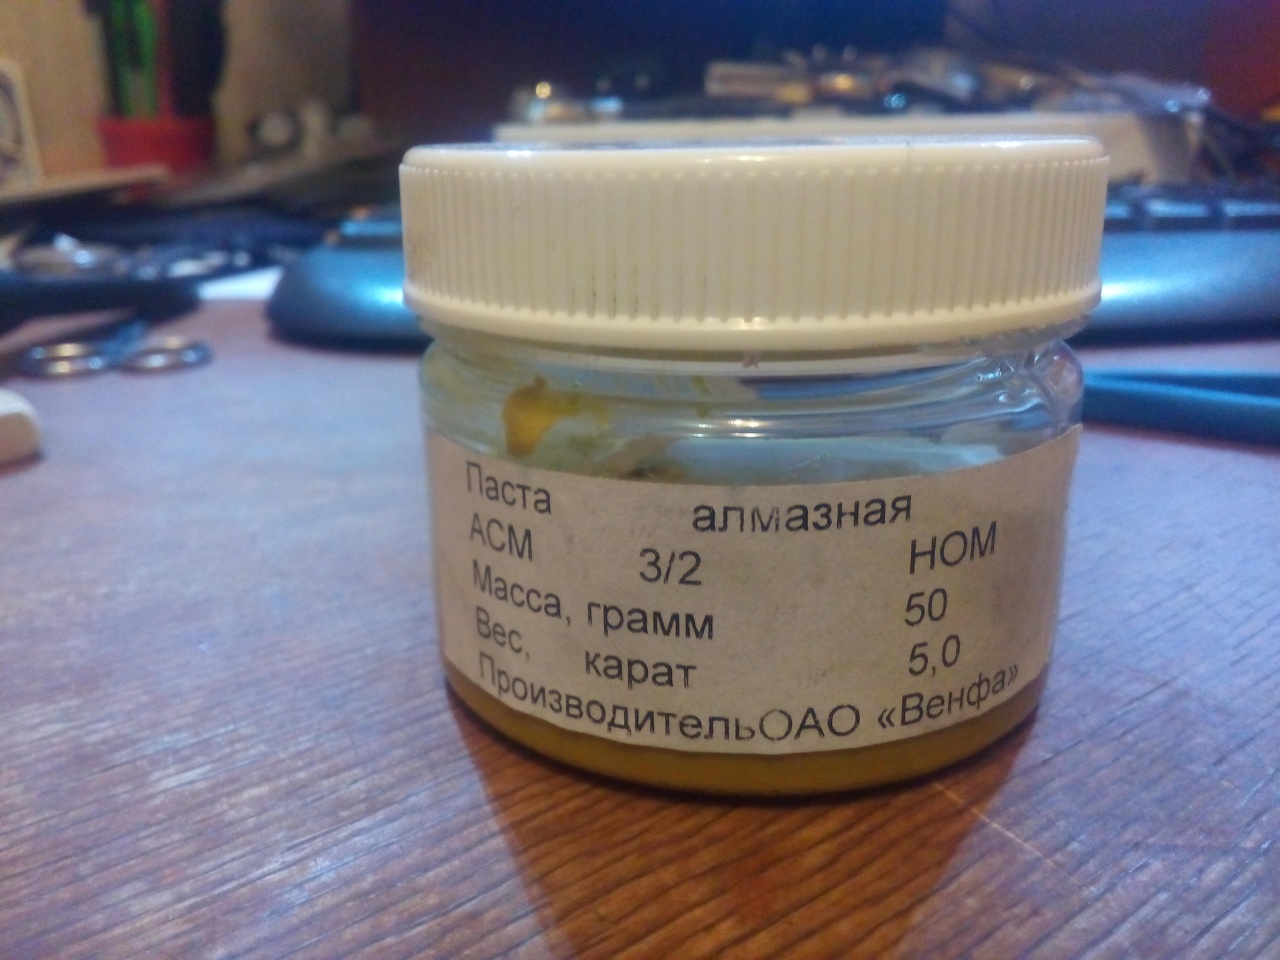 Паста алмазная
АСМ 3/2 НОМ
Масса, грамм 50
Вес, карат 5,0
ПроизводительОАО «Венфа»